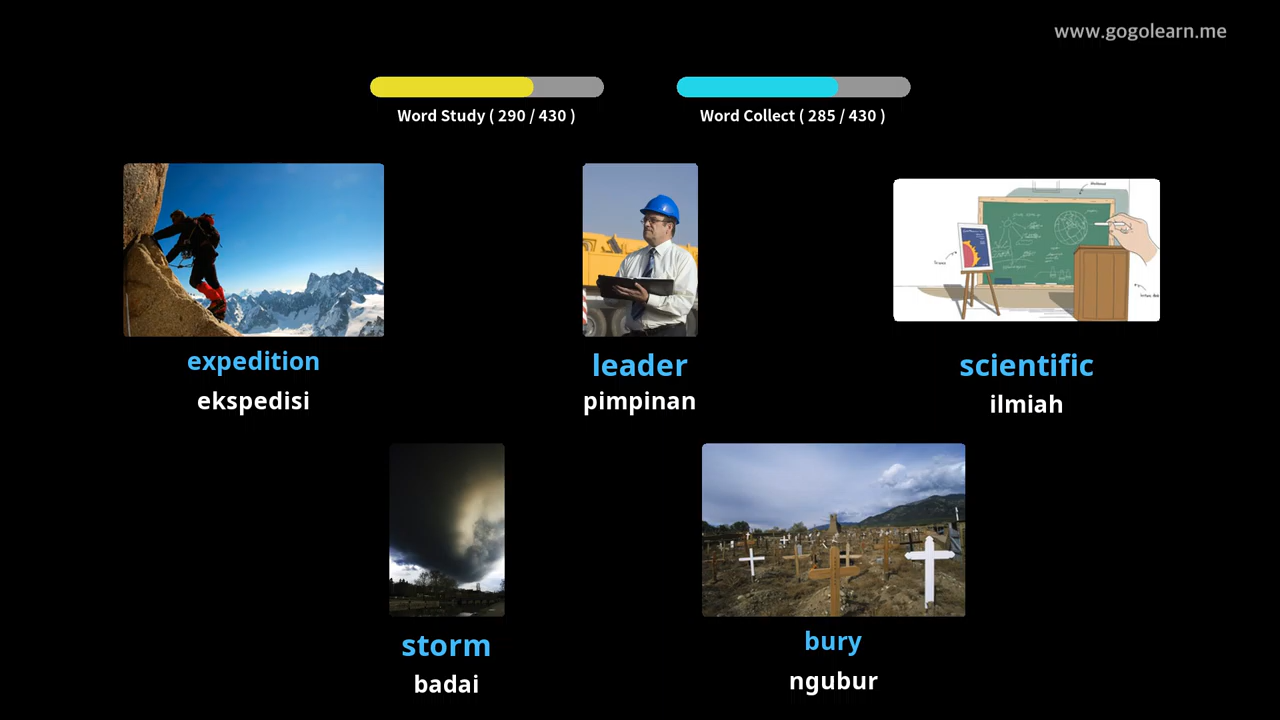 www.gogolearn.me
Word Study ( 290 / 430 )
Word Collect ( 285 / 430 )
expedition
ekspedisi
leader
pimpinan
scientific
ilmiah
storm
badai
bury
ngubur